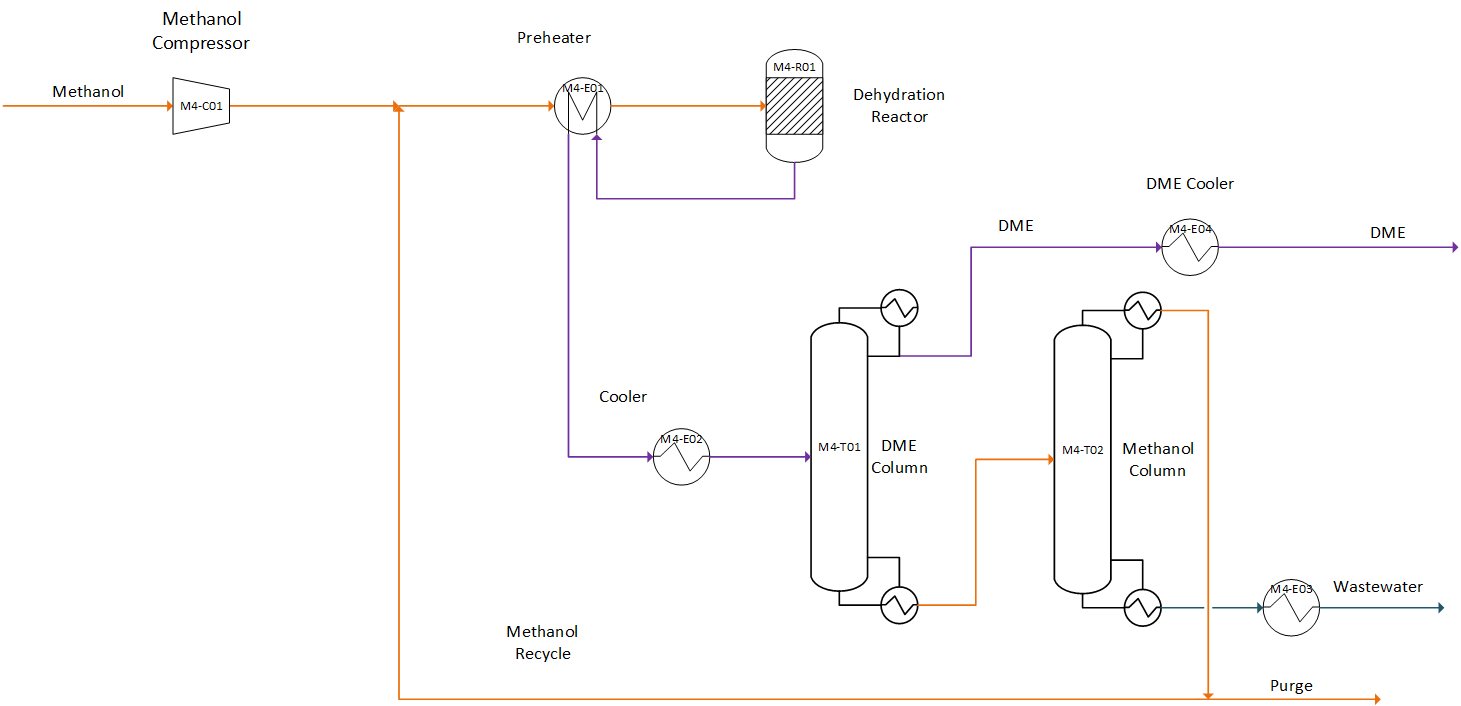 Methanol
Compressor
Preheater
M4-R01
Methanol
M4-C01
M4-E01
Dehydration
Reactor
DME Cooler
DME
M4-E04
DME
Cooler
M4-E02
M4-T01
DME
Column
M4-T02
Methanol
Column
M4-E03
Wastewater
Methanol
Recycle
Purge